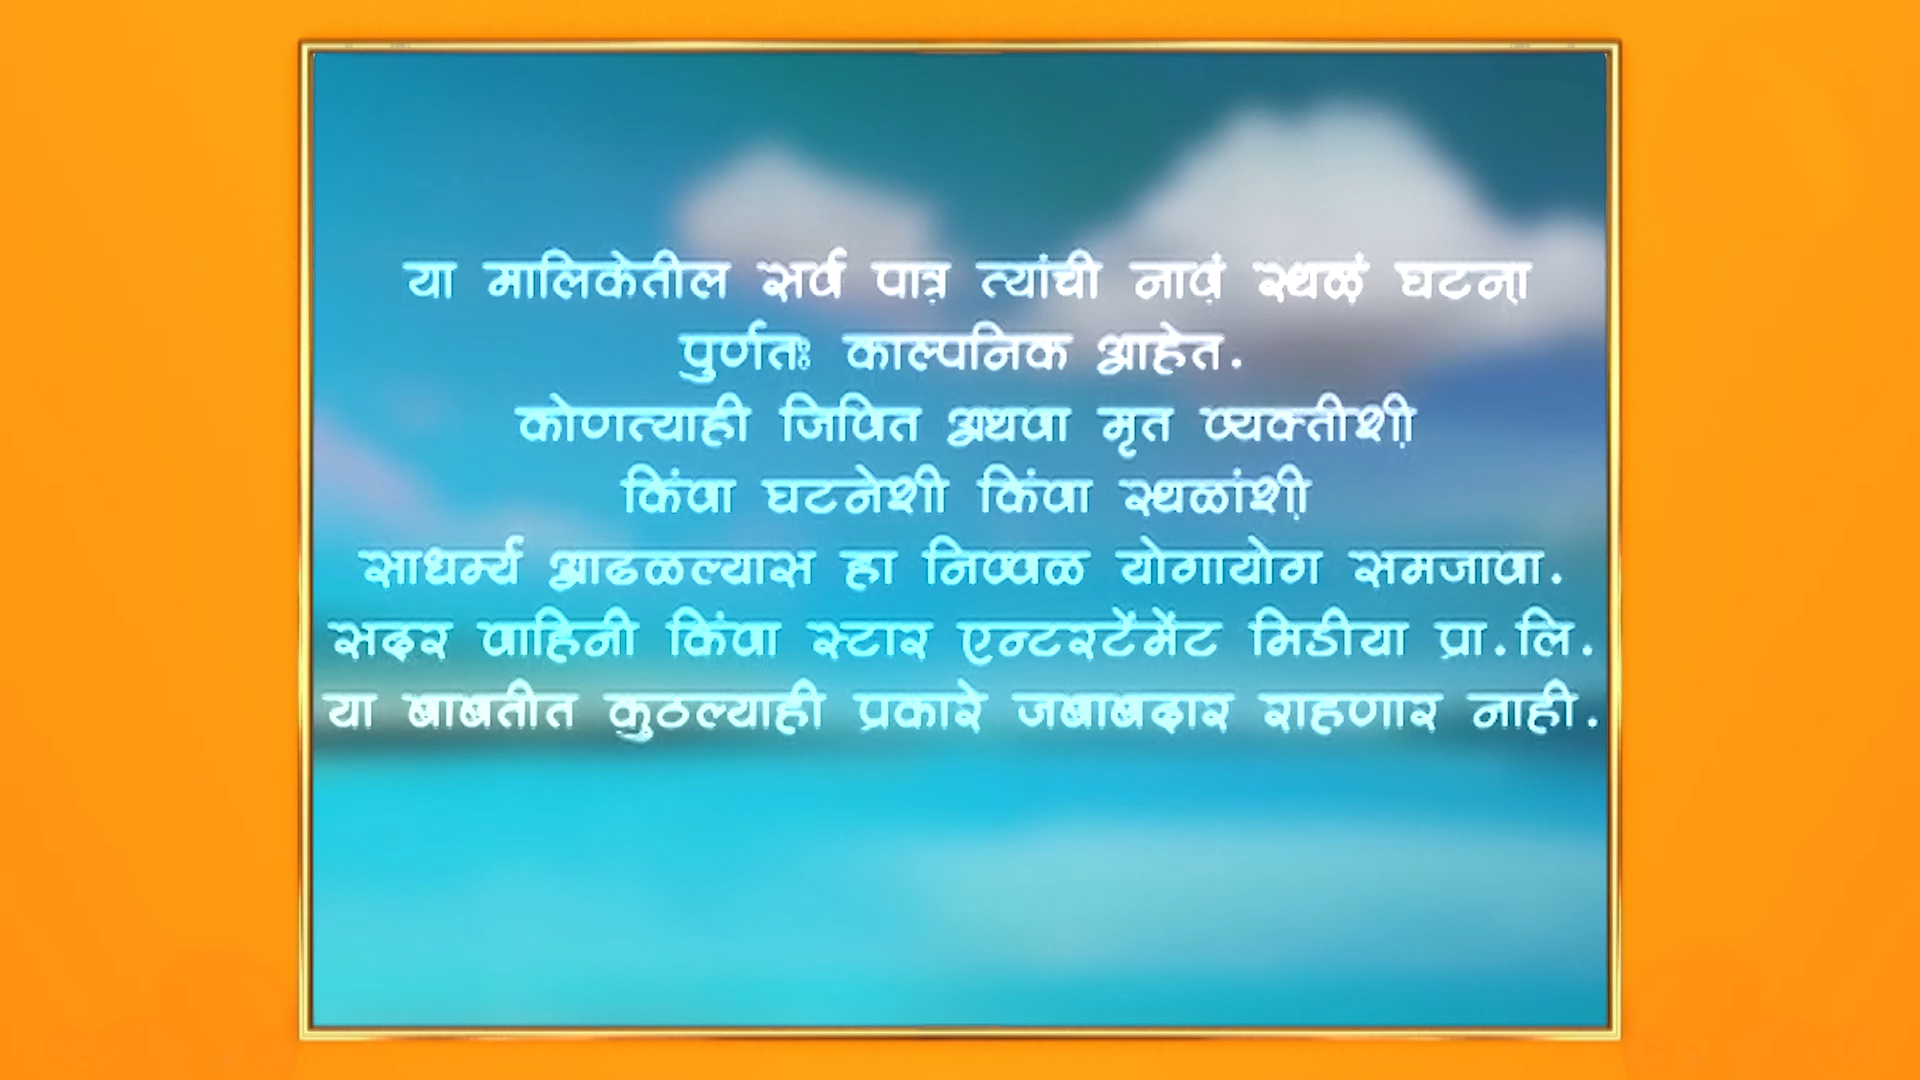 या मालिकेतील सर्व पात्र त्यांची नावं स्थळं घटना
पुर्णतः काल्पनिक आहेत.
कोणत्याही जिवित अथवा मृत व्यक्तीशी
किंवा घटनेशी किंवा स्थळांशी
साधर्म्य आढळल्यास हा निव्वळ योगायोग समजावा.
सदर वाहिनी किंवा स्टार एन्टरटेंमेंट मिडीया प्रा.लि.
या बाबतीत कुठल्याही प्रकारे जबाबदार राहणार नाही.